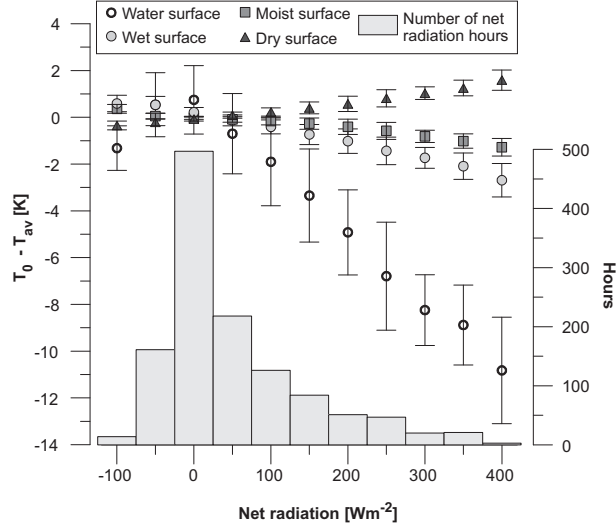 Water surface
Moist surface
Number of net
radiation hours
Wet surface
Dry surface
4
2
0
-2
-4
-6
-8
-10
-12
-14
T0 - Tav [K]
500
400
300
200
100
0
Hours
-100 0 100 200 300 400
Net radiation [Wm-2]